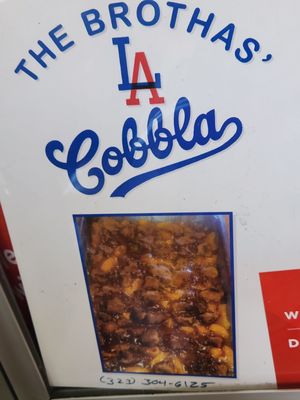 THE BROTHAS'
LA
Cobbla
(323) 304-6125
W
D